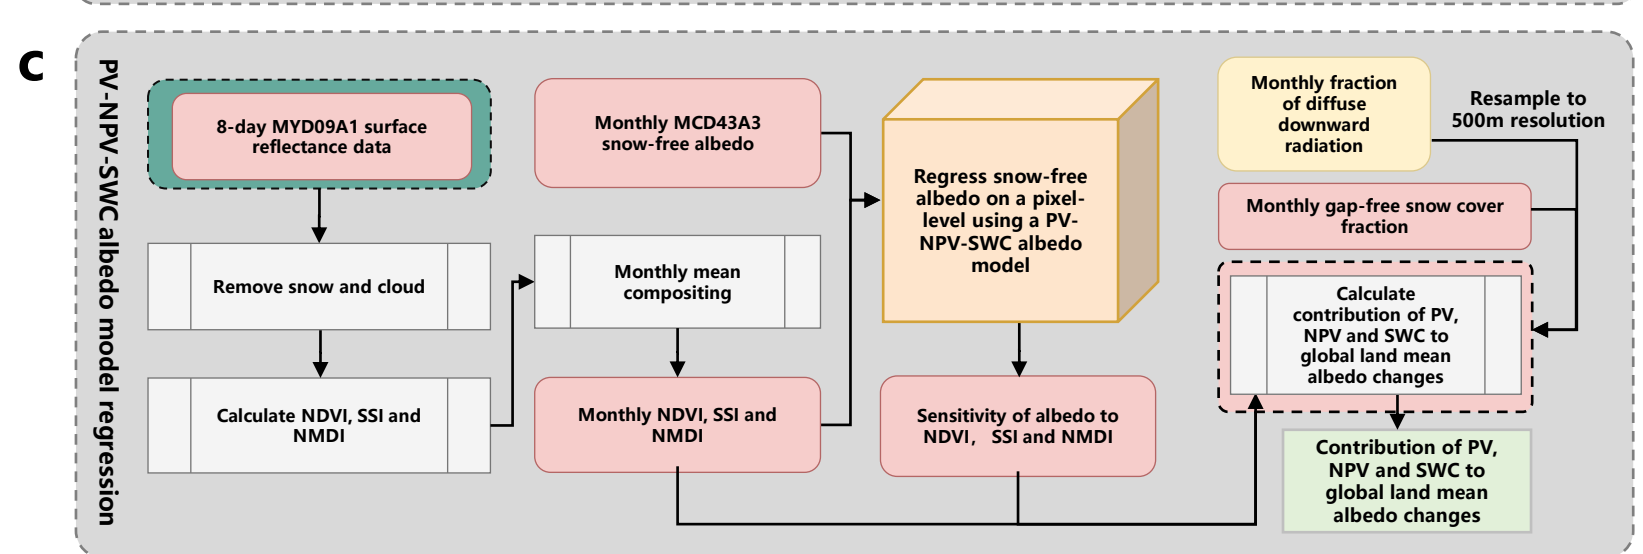 c
PV-NPV-SWC albedo model regression
8-day MYD09A1 surface
reflectance data
Remove snow and cloud
Calculate NDVI, SSI and
NMDI
Monthly MCD43A3
snow-free albedo
Monthly mean
compositing
Monthly NDVI, SSI and
NMDI
Regress snow-free
albedo on a pixel-
level using a PV-
NPV-SWC albedo
model
Sensitivity of albedo to
NDVI, SSI and NMDI
Monthly fraction
of diffuse
downward
radiation
Resample to
500m resolution
Monthly gap-free snow cover
fraction
Calculate
contribution of PV,
NPV and SWC to
global land mean
albedo changes
Contribution of PV,
NPV and SWC to
global land mean
albedo changes